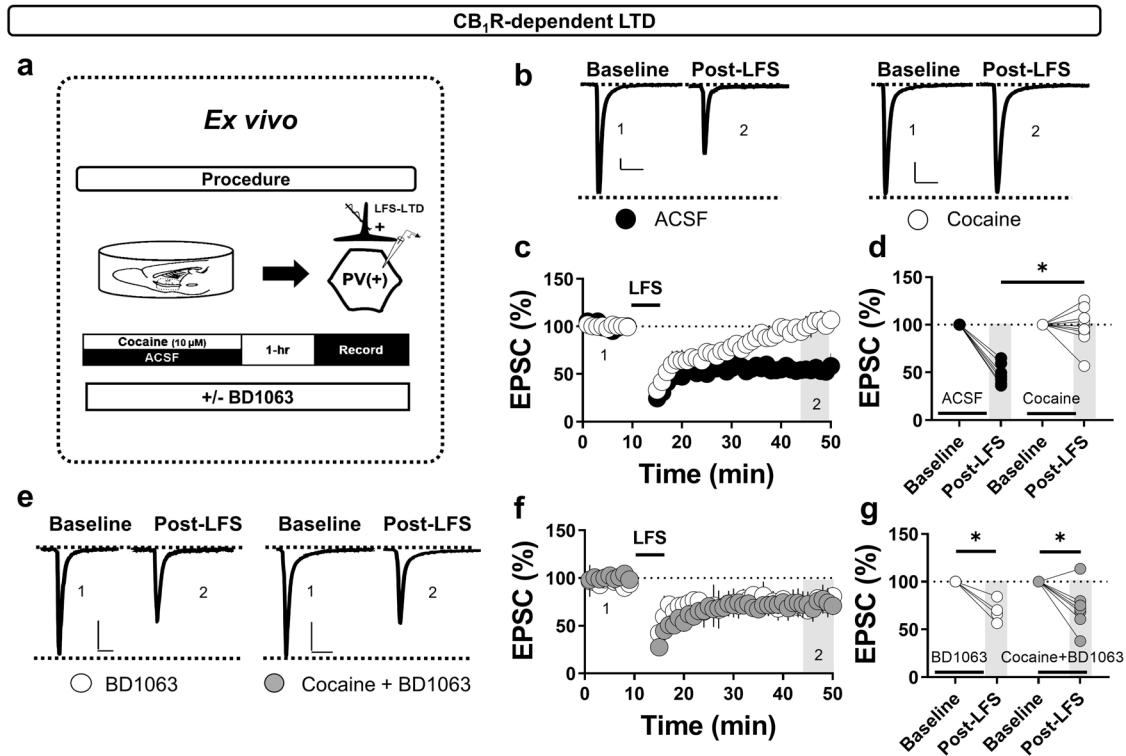 CB₁R-dependent LTD
a
Ex vivo
Procedure
LFS-LTD
+
PV(+)
Cocaine (10 μM)
ACSF
1-hr
Record
+/- BD1063
b
Baseline
Post-LFS
1
2
Baseline
Post-LFS
1
2
ACSF
Cocaine
c
EPSC (%)
150
100
50
0
LFS
1
2
0 10 20 30 40 50
Time (min)
d
EPSC (%)
150
100
50
0
*
ACSF
Cocaine
Baseline
Post-LFS
Baseline
Post-LFS
e
Baseline
Post-LFS
1
2
Baseline
Post-LFS
1
2
BD1063
Cocaine + BD1063
f
EPSC (%)
150
100
50
0
LFS
1
2
0 10 20 30 40 50
Time (min)
g
EPSC (%)
150
100
50
0
*
*
BD1063
Cocaine+BD1063
Baseline
Post-LFS
Baseline
Post-LFS